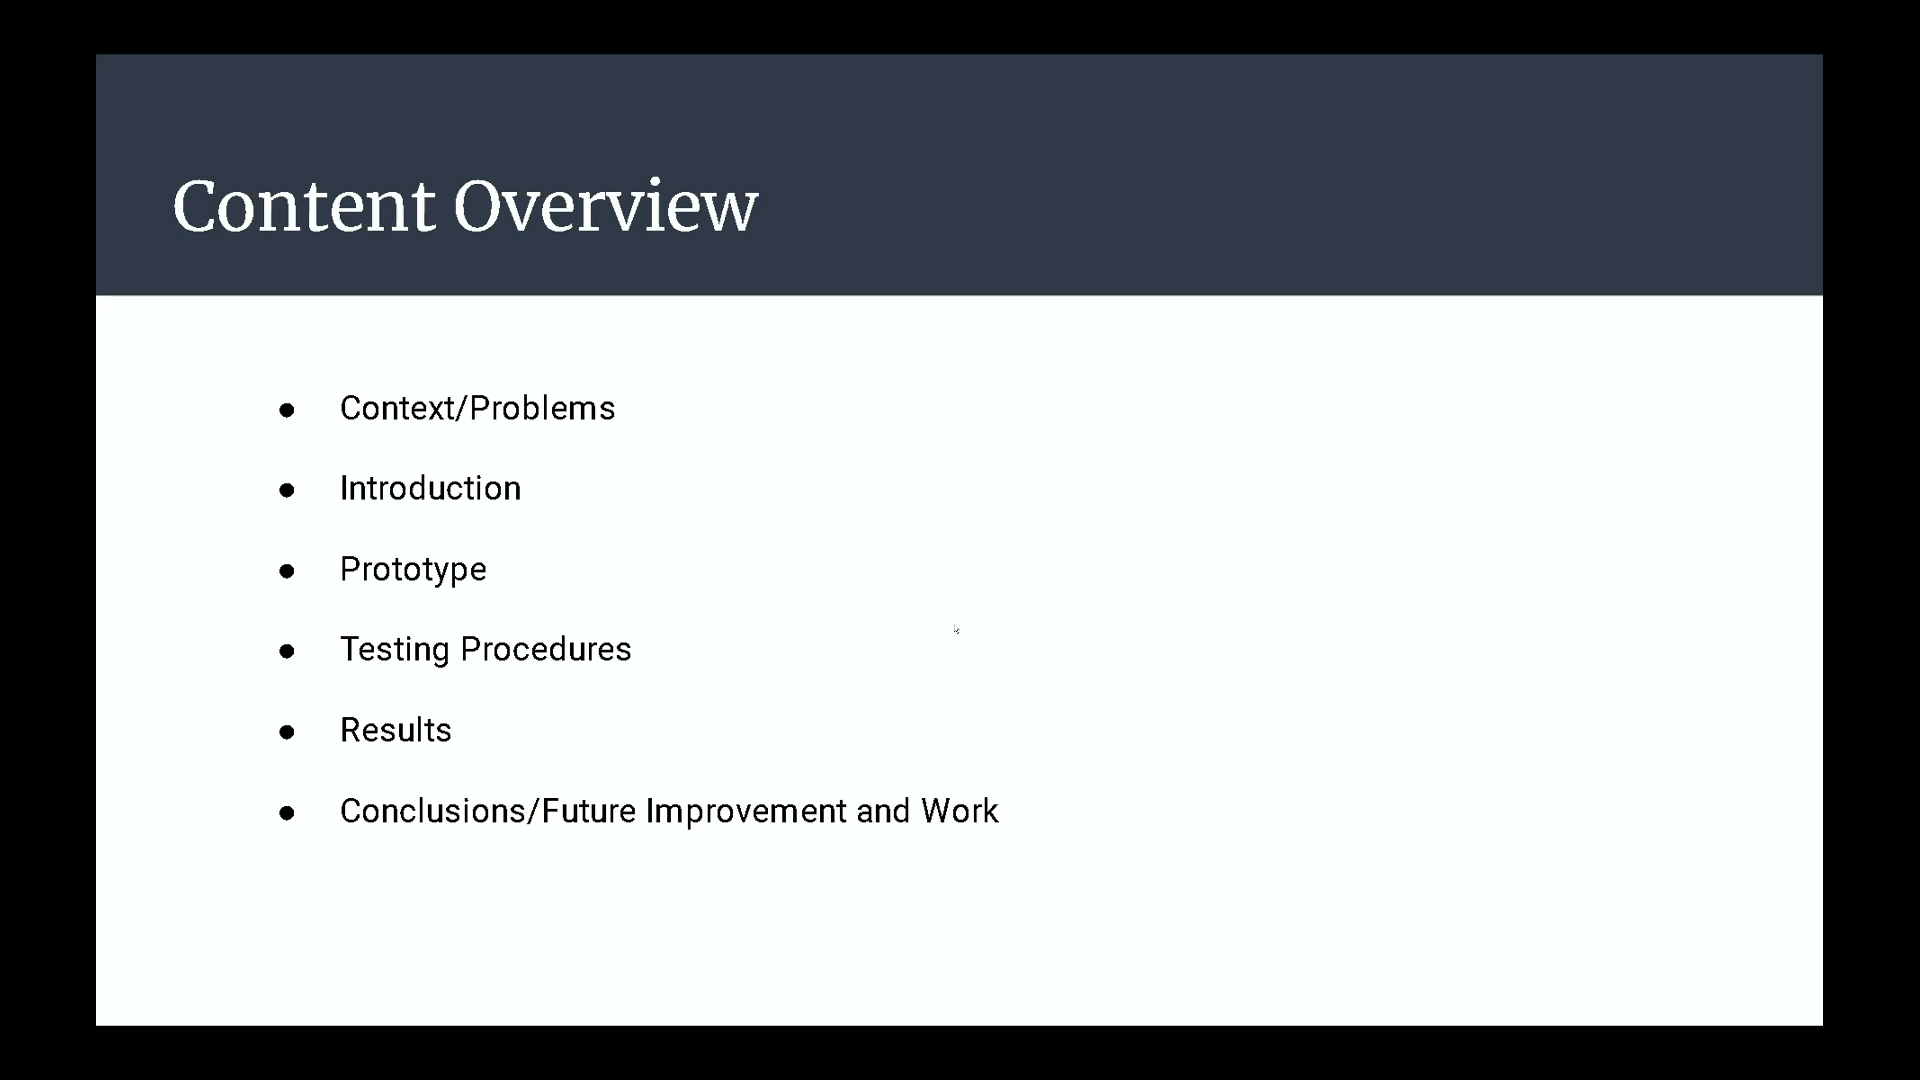 Content Overview
● Context/Problems
● Introduction
● Prototype
● Testing Procedures
● Results
● Conclusions/Future Improvement and Work